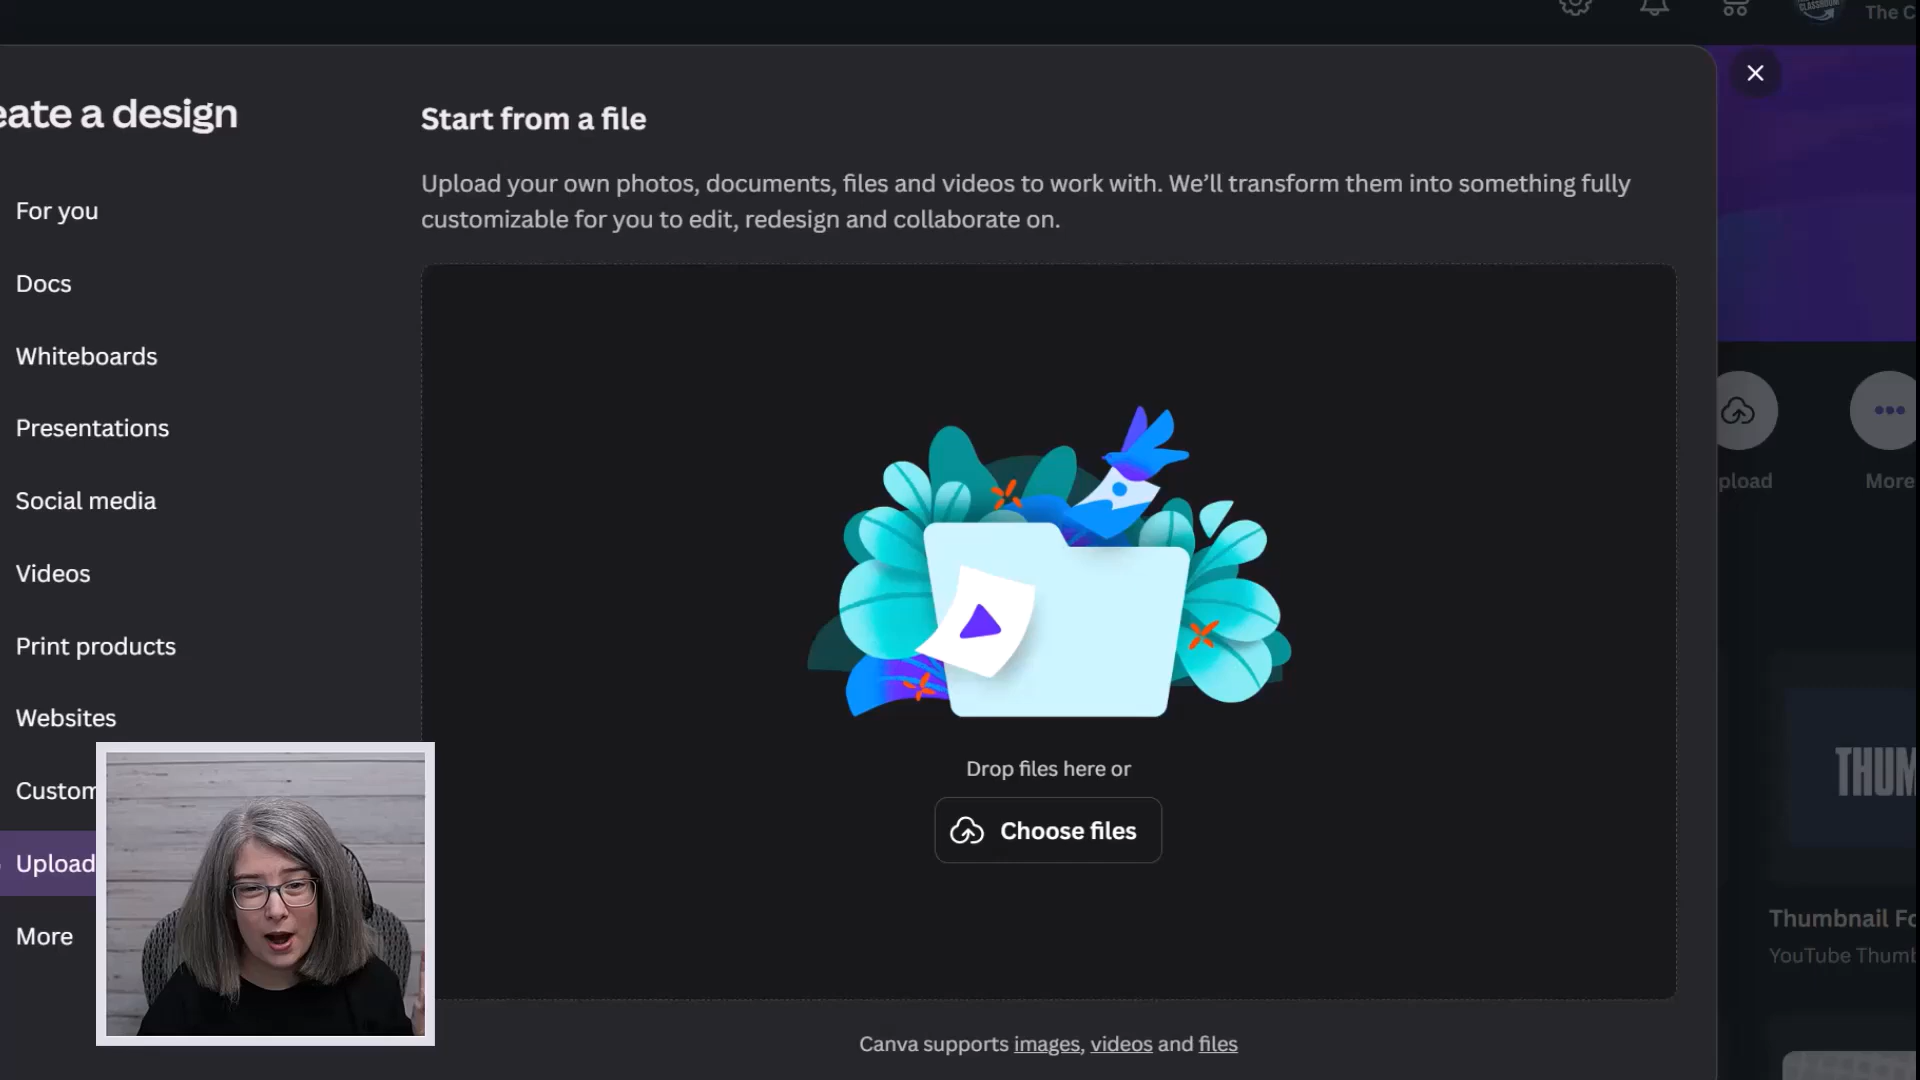 The C
eate a design
Start from a file
Upload your own photos, documents, files and videos to work with. We’ll transform them into something fully
customizable for you to edit, redesign and collaborate on.
For you
Docs
Whiteboards
Presentations
Social media
Videos
Print products
Websites
Custom
Upload
More
Drop files here or
Choose files
Canva supports images, videos and files
pload
More
THUM
Thumbnail Fo
YouTube Thumb